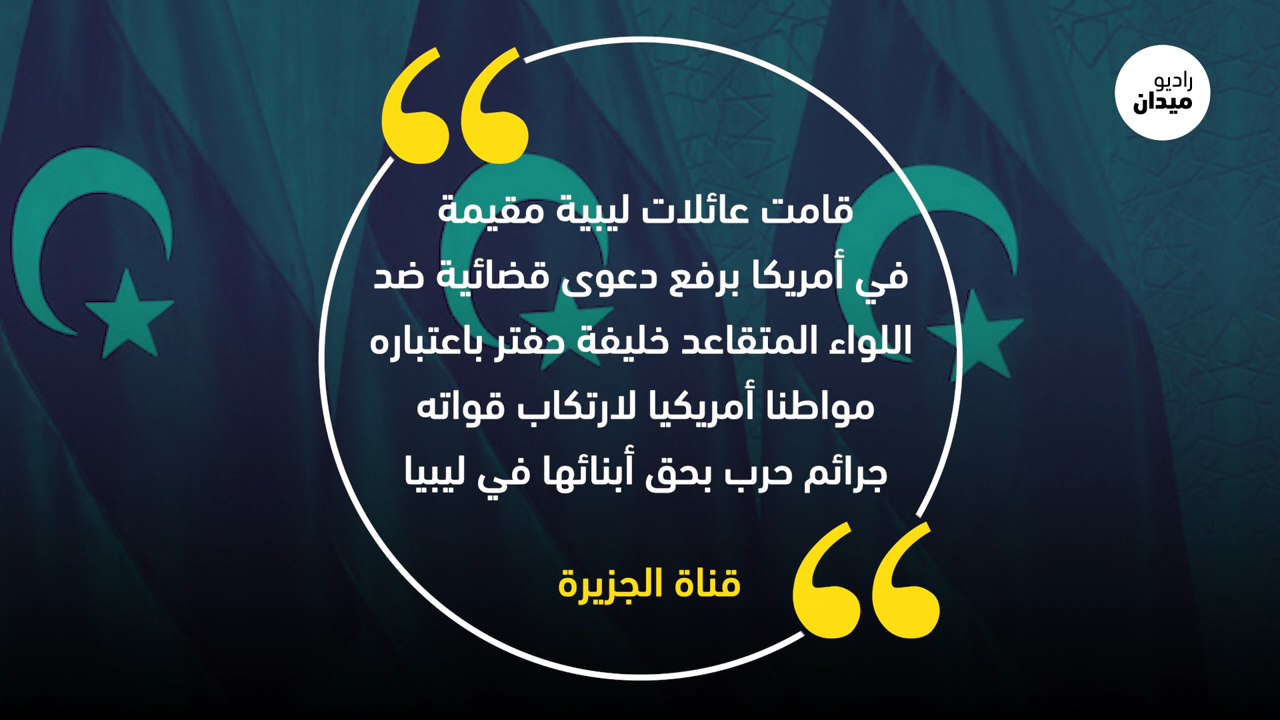 راديو
ميدان
قامت عائلات ليبية مقيمة
في أمريكا برفع دعوى قضائية ضد
اللواء المتقاعد خليفة حفتر باعتباره
مواطنا أمريكيا لارتكاب قواته
جرائم حرب بحق أبنائها في ليبيا
قناة الجزيرة